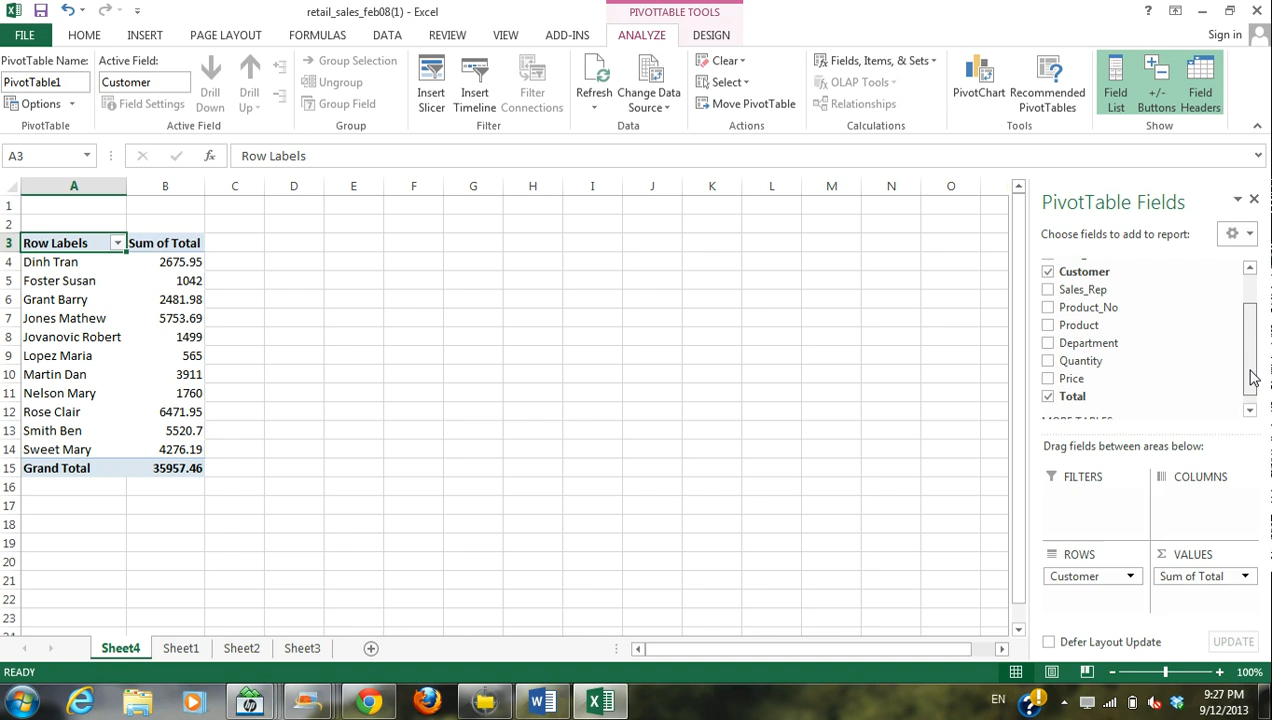 retail_sales_feb08(1) - Excel
PIVOTTABLE TOOLS
?
FILE HOME INSERT PAGE LAYOUT FORMULAS DATA REVIEW VIEW ADD-INS ANALYZE DESIGN Sign in
PivotTable Name:
PivotTable1
Options
PivotTable
Active Field:
Customer
Field Settings
Drill Down
Drill Up
Active Field
Group Selection
Ungroup
Group Field
Group
Insert Slicer
Insert Timeline
Filter Connections
Filter
Refresh
Change Data Source
Data
Clear
Select
Move PivotTable
Actions
Fields, Items, & Sets
OLAP Tools
Relationships
Calculations
PivotChart
Recommended PivotTables
Tools
Field List
+/- Buttons
Field Headers
Show
A3
fx
Row Labels
A B C D E F G H I J K L M N O
1
2
3 Row Labels Sum of Total
4 Dinh Tran 2675.95
5 Foster Susan 1042
6 Grant Barry 2481.98
7 Jones Mathew 5753.69
8 Jovanovic Robert 1499
9 Lopez Maria 565
10 Martin Dan 3911
11 Nelson Mary 1760
12 Rose Clair 6471.95
13 Smith Ben 5520.7
14 Sweet Mary 4276.19
15 Grand Total 35957.46
16
17
18
19
20
21
22
23
PivotTable Fields
Choose fields to add to report:
Customer
Sales_Rep
Product_No
Product
Department
Quantity
Price
Total
MORE TABLES
Drag fields between areas below:
FILTERS
COLUMNS
ROWS
Customer
Σ VALUES
Sum of Total
Defer Layout Update
UPDATE
Sheet4 Sheet1 Sheet2 Sheet3
READY
100%
EN
9:27 PM
9/12/2013